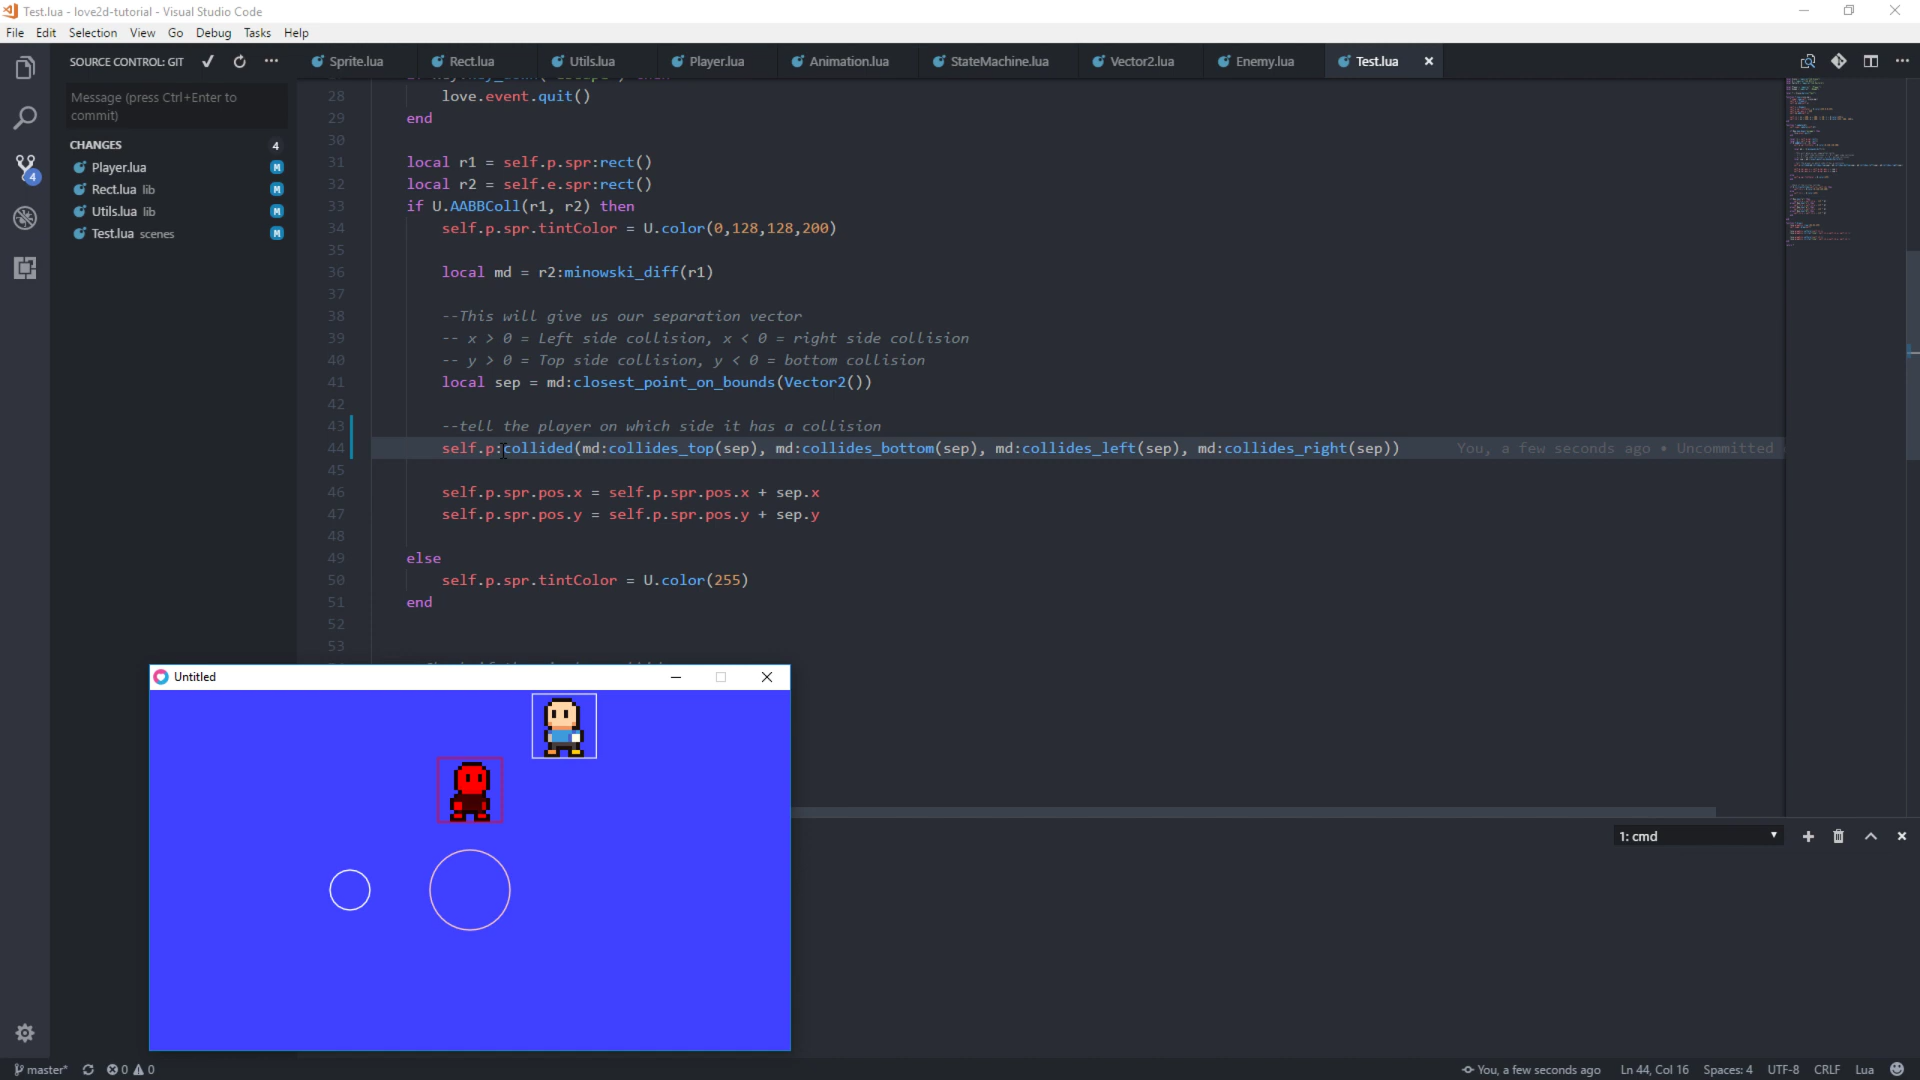 Test.lua - love2d-tutorial - Visual Studio Code
File Edit Selection View Go Debug Tasks Help
SOURCE CONTROL: GIT
Sprite.lua Rect.lua Utils.lua Player.lua Animation.lua StateMachine.lua Vector2.lua Enemy.lua Test.lua
Message (press Ctrl+Enter to
commit)
CHANGES 4
Player.lua M
Rect.lua lib M
Utils.lua lib M
Test.lua scenes M
4
28 love.event.quit()
29 end
30
31 local r1 = self.p.spr:rect()
32 local r2 = self.e.spr:rect()
33 if U.AABBColl(r1, r2) then
34 self.p.spr.tintColor = U.color(0,128,128,200)
35
36 local md = r2:minowski_diff(r1)
37
38 --This will give us our separation vector
39 -- x > 0 = Left side collision, x < 0 = right side collision
40 -- y > 0 = Top side collision, y < 0 = bottom collision
41 local sep = md:closest_point_on_bounds(Vector2())
42
43 --tell the player on which side it has a collision
44 self.p:collided(md:collides_top(sep), md:collides_bottom(sep), md:collides_left(sep), md:collides_right(sep)) You, a few seconds ago • Uncommitted
45
46 self.p.spr.pos.x = self.p.spr.pos.x + sep.x
47 self.p.spr.pos.y = self.p.spr.pos.y + sep.y
48
49 else
50 self.p.spr.tintColor = U.color(255)
51 end
52
53
Untitled
1: cmd
master* 0 0 You, a few seconds ago Ln 44, Col 16 Spaces: 4 UTF-8 CRLF Lua